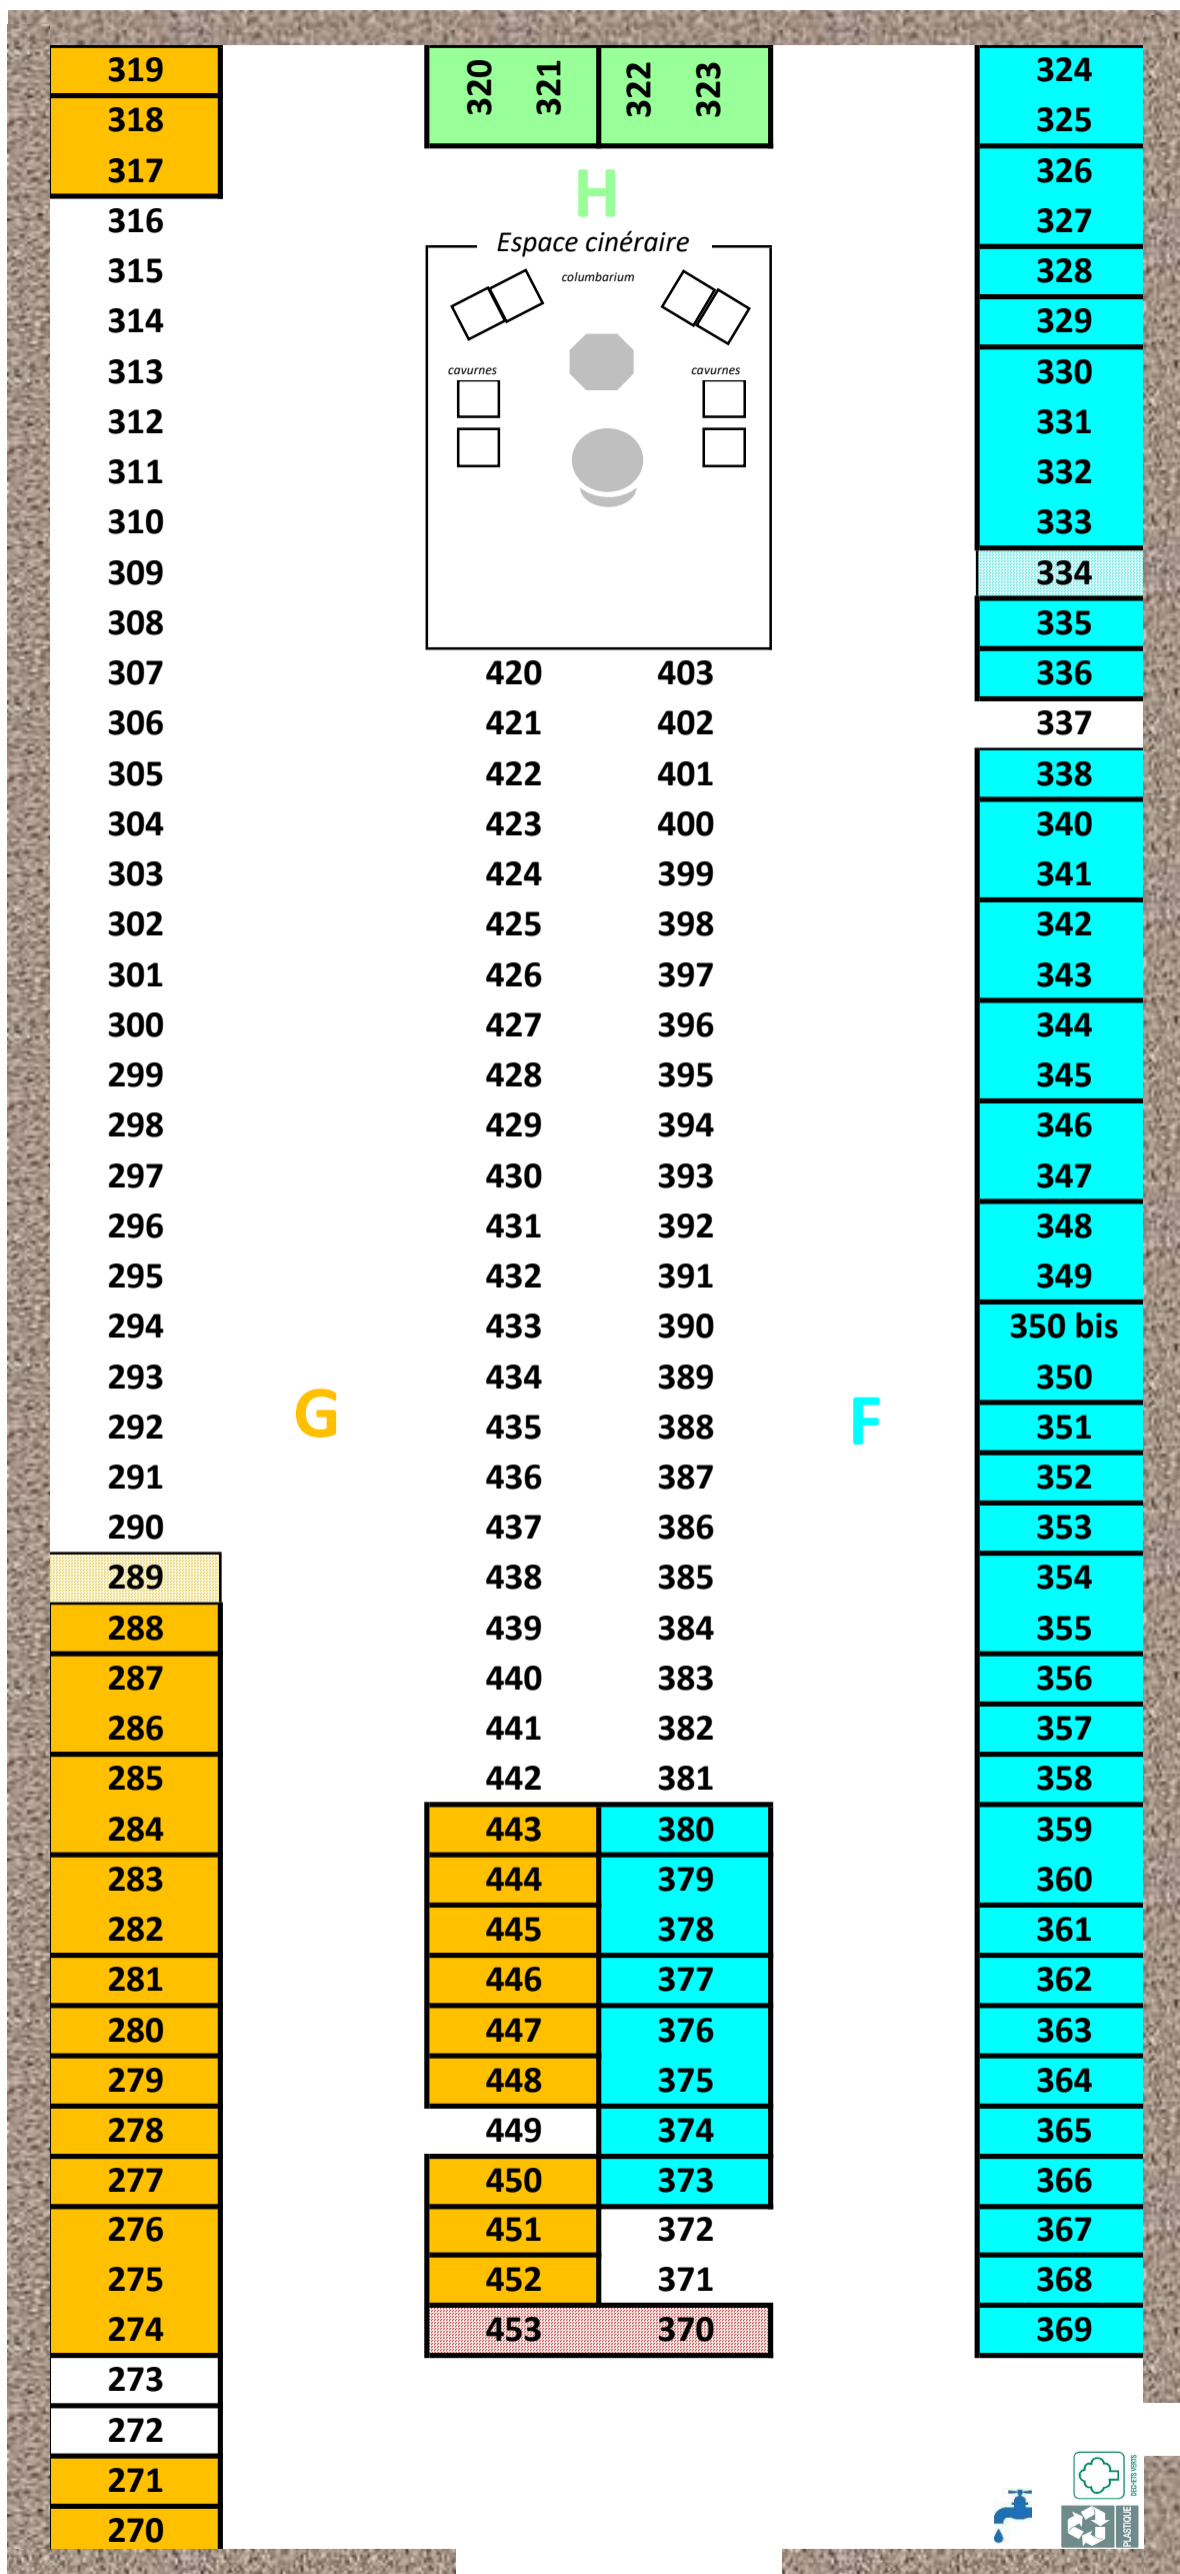 319 320 321 322 323 324
318 325
317 326
H
316 327
Espace cinéraire
315 columbarium 328
314 329
313 cavurnes cavurnes 330
312 331
311 332
310 333
309 334
308 335
307 420 403 336
306 421 402 337
305 422 401 338
304 423 400 340
303 424 399 341
302 425 398 342
301 426 397 343
300 427 396 344
299 428 395 345
298 429 394 346
297 430 393 347
296 431 392 348
295 432 391 349
294 433 390 350 bis
293 434 389 350
G F
292 435 388 351
291 436 387 352
290 437 386 353
289 438 385 354
288 439 384 355
287 440 383 356
286 441 382 357
285 442 381 358
284 443 380 359
283 444 379 360
282 445 378 361
281 446 377 362
280 447 376 363
279 448 375 364
278 449 374 365
277 450 373 366
276 451 372 367
275 452 371 368
274 453 370 369
273
272
271 DECHETS VERTS
270 PLASTIQUE